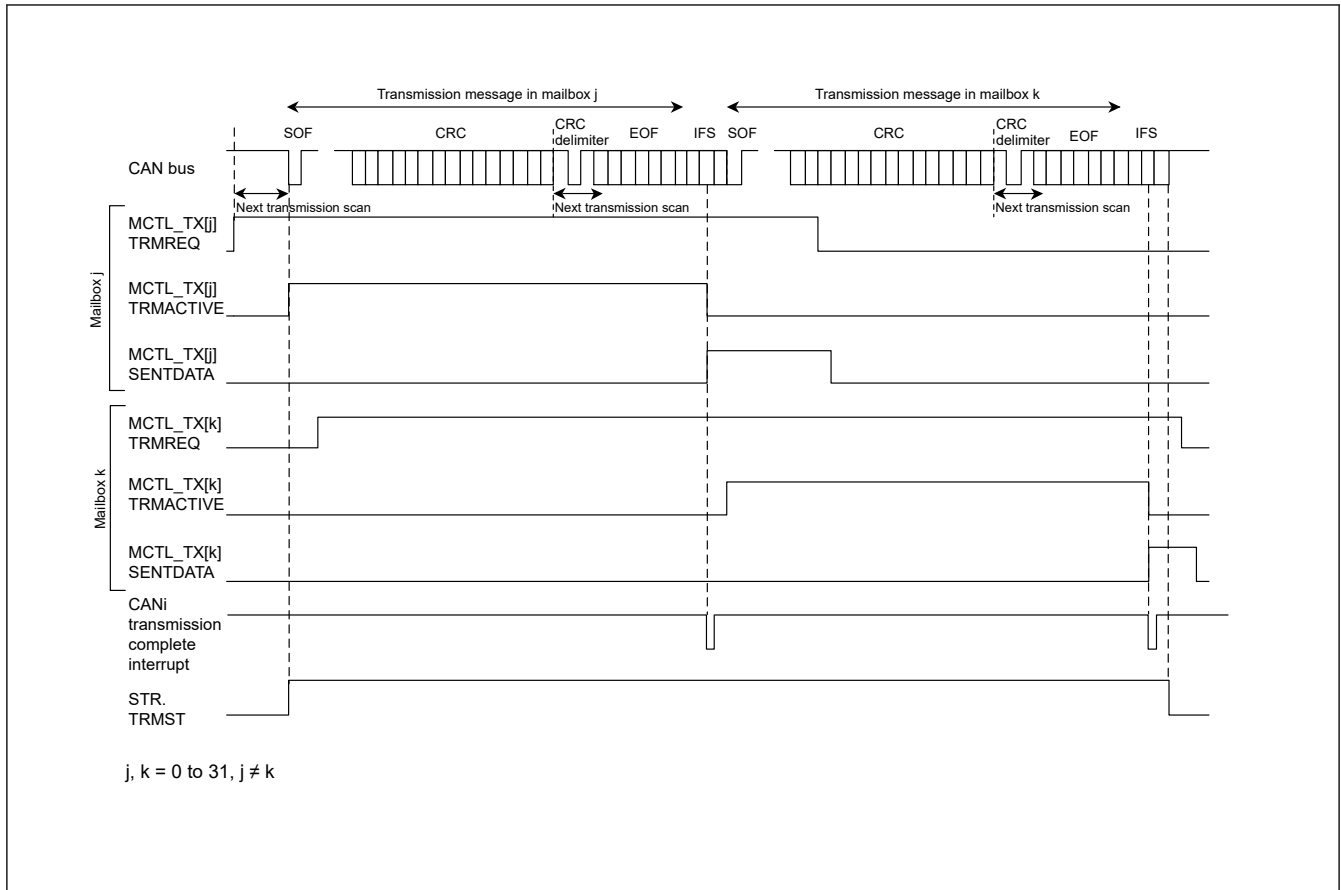 Transmission message in mailbox j
Transmission message in mailbox k
SOF
CRC
CRC
delimiter
EOF
IFS
SOF
CRC
CRC
delimiter
EOF
IFS
CAN bus
Next transmission scan
Next transmission scan
Next transmission scan
Mailbox j
MCTL_TX[j]
TRMREQ
MCTL_TX[j]
TRMACTIVE
MCTL_TX[j]
SENTDATA
Mailbox k
MCTL_TX[k]
TRMREQ
MCTL_TX[k]
TRMACTIVE
MCTL_TX[k]
SENTDATA
CANi
transmission
complete
interrupt
STR.
TRMST
j, k = 0 to 31, j ≠ k